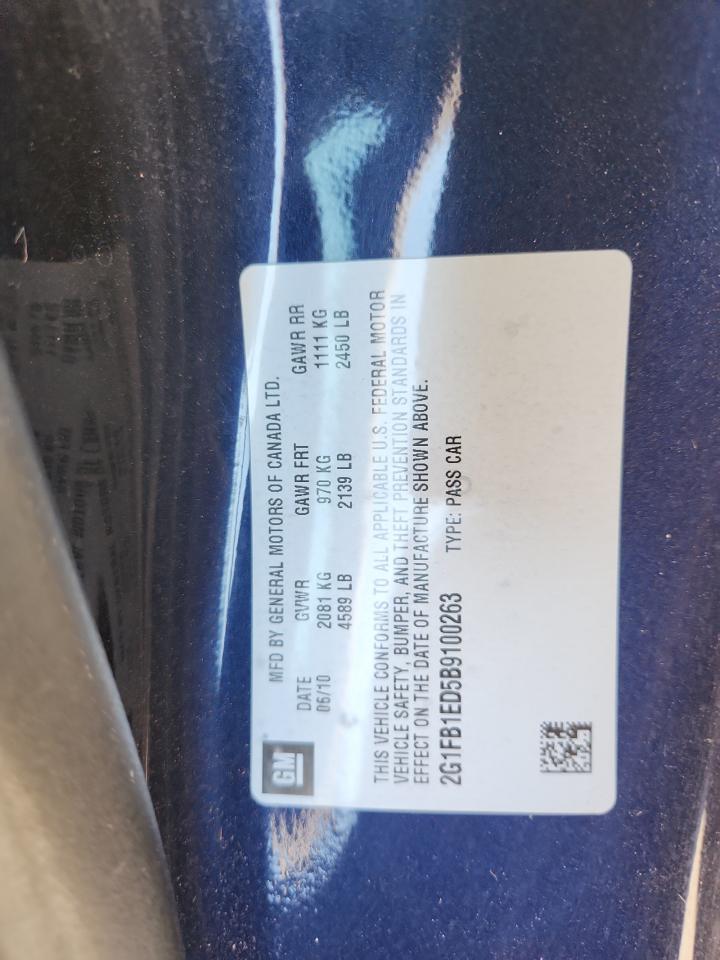 GM
MFD BY GENERAL MOTORS OF CANADA LTD.
DATE GVWR GAWR FRT GAWR RR
06/10 2081 KG 970 KG 1111 KG
4589 LB 2139 LB 2450 LB
THIS VEHICLE CONFORMS TO ALL APPLICABLE U.S. FEDERAL MOTOR
VEHICLE SAFETY, BUMPER, AND THEFT PREVENTION STANDARDS IN
EFFECT ON THE DATE OF MANUFACTURE SHOWN ABOVE.
2G1FB1ED5B9100263 TYPE: PASS CAR